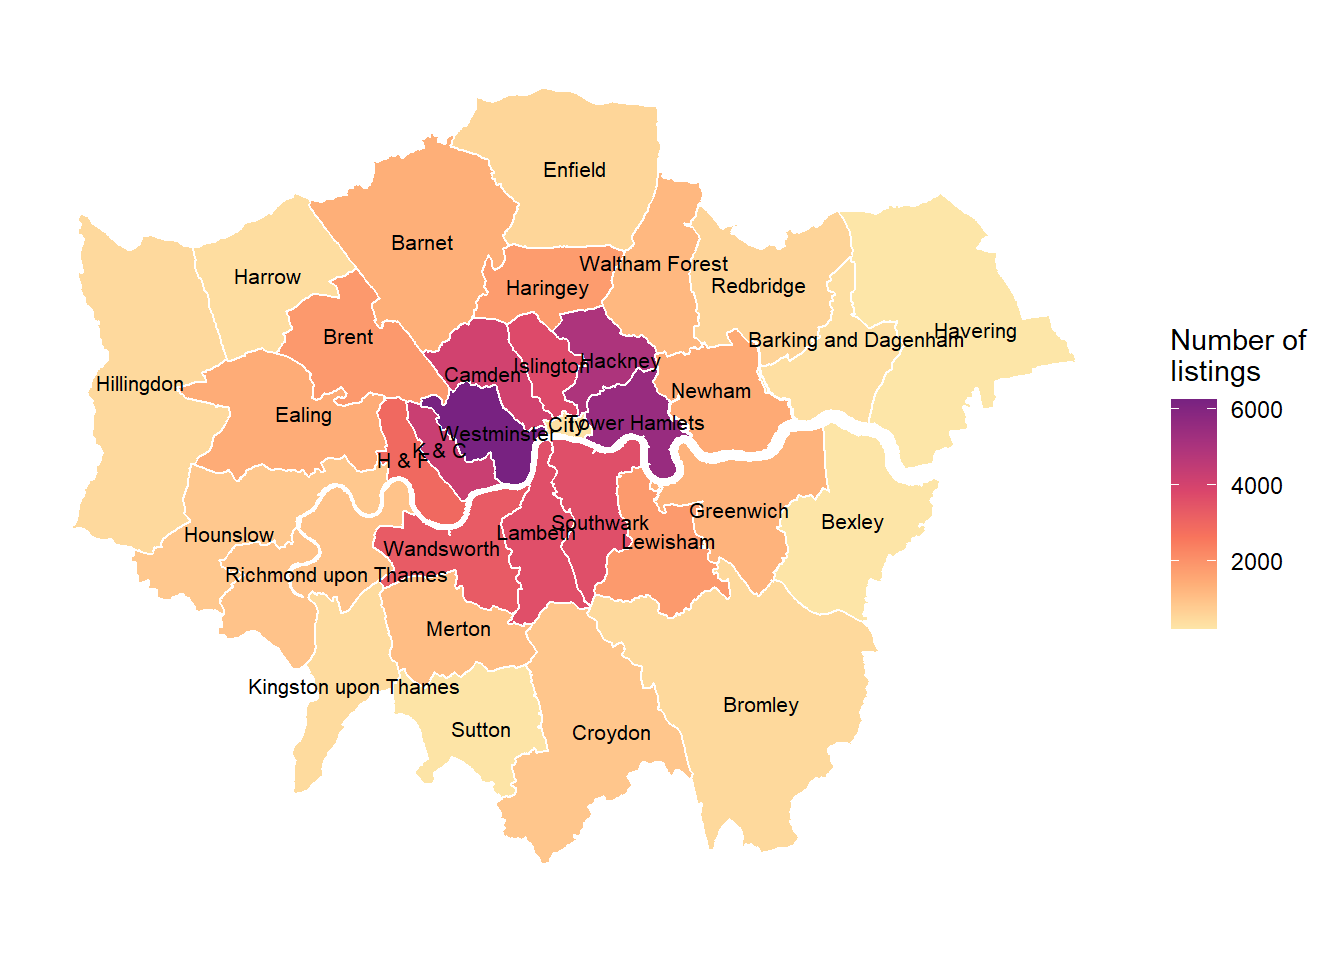 Enfield
Barnet
Waltham Forest
Harrow
Redbridge
Haringey
Number of
listings
Havering
Brent
Barking and Dagenham
Hackney
Islington
Camden
Hillingdon
Newham
6000
Ealing
Tower Hamlets
City
Westminster
K & C
H & F
4000
Greenwich
Bexley
Southwark
Lambeth
Hounslow
Lewisham
Wandsworth
2000
Richmond upon Thames
Merton
Kingston upon Thames
Bromley
Sutton
Croydon